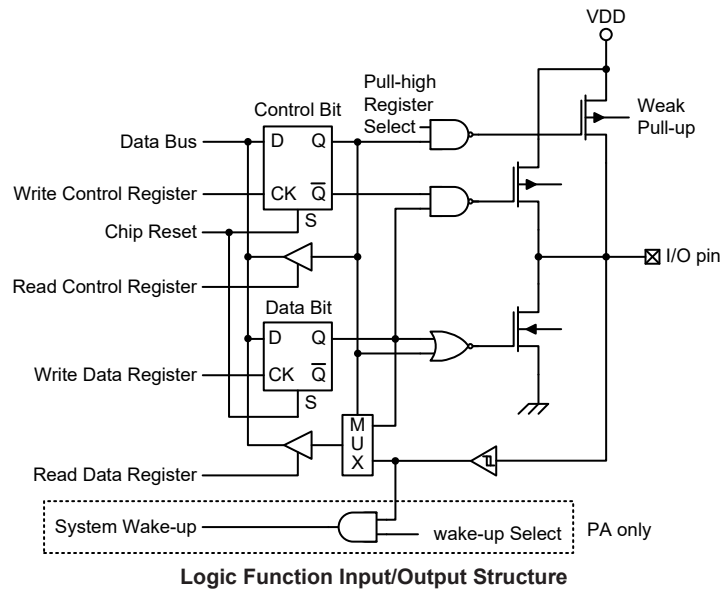 VDD
Pull-high
Register
Select
Weak
Pull-up
Control Bit
Data Bus
D
Q
Write Control Register
CK
Q̅
S
Chip Reset
I/O pin
Read Control Register
Data Bit
D
Q
Write Data Register
CK
Q̅
S
M
U
X
Read Data Register
System Wake-up
wake-up Select
PA only
Logic Function Input/Output Structure